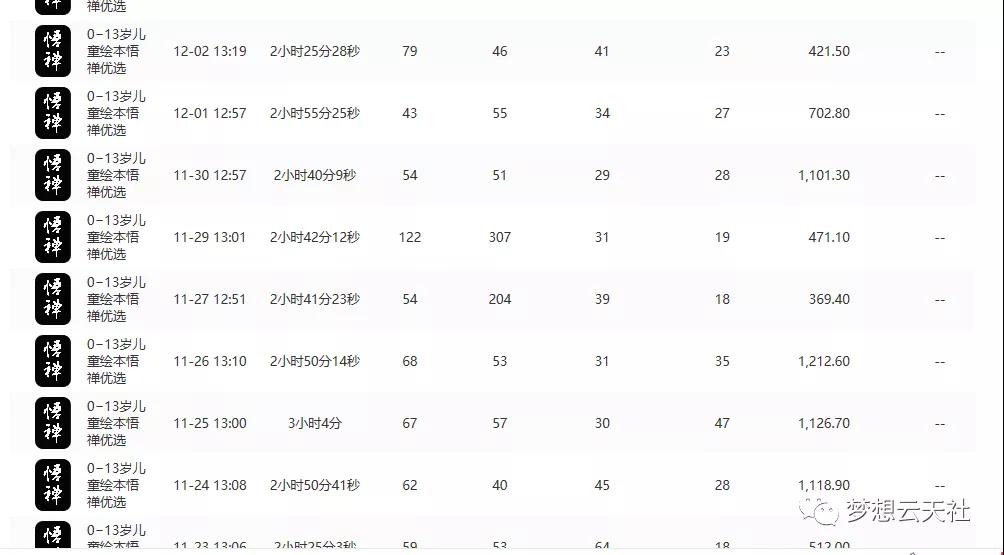 禅优选
悟禅 0-13岁儿童绘本悟禅优选 12-02 13:19 2小时25分28秒 79 46 41 23 421.50 --
悟禅 0-13岁儿童绘本悟禅优选 12-01 12:57 2小时55分25秒 43 55 34 27 702.80 --
悟禅 0-13岁儿童绘本悟禅优选 11-30 12:57 2小时40分9秒 54 51 29 28 1,101.30 --
悟禅 0-13岁儿童绘本悟禅优选 11-29 13:01 2小时42分12秒 122 307 31 19 471.10 --
悟禅 0-13岁儿童绘本悟禅优选 11-27 12:51 2小时41分23秒 54 204 39 18 369.40 --
悟禅 0-13岁儿童绘本悟禅优选 11-26 13:10 2小时50分14秒 68 53 31 35 1,212.60 --
悟禅 0-13岁儿童绘本悟禅优选 11-25 13:00 3小时4分 67 57 30 47 1,126.70 --
悟禅 0-13岁儿童绘本悟禅优选 11-24 13:08 2小时50分41秒 62 40 45 28 1,118.90 --
梦想云天社
悟 0-13岁儿童绘本悟 11-23 13:06 2小时25分3秒 59 53 64 18 512.00 --